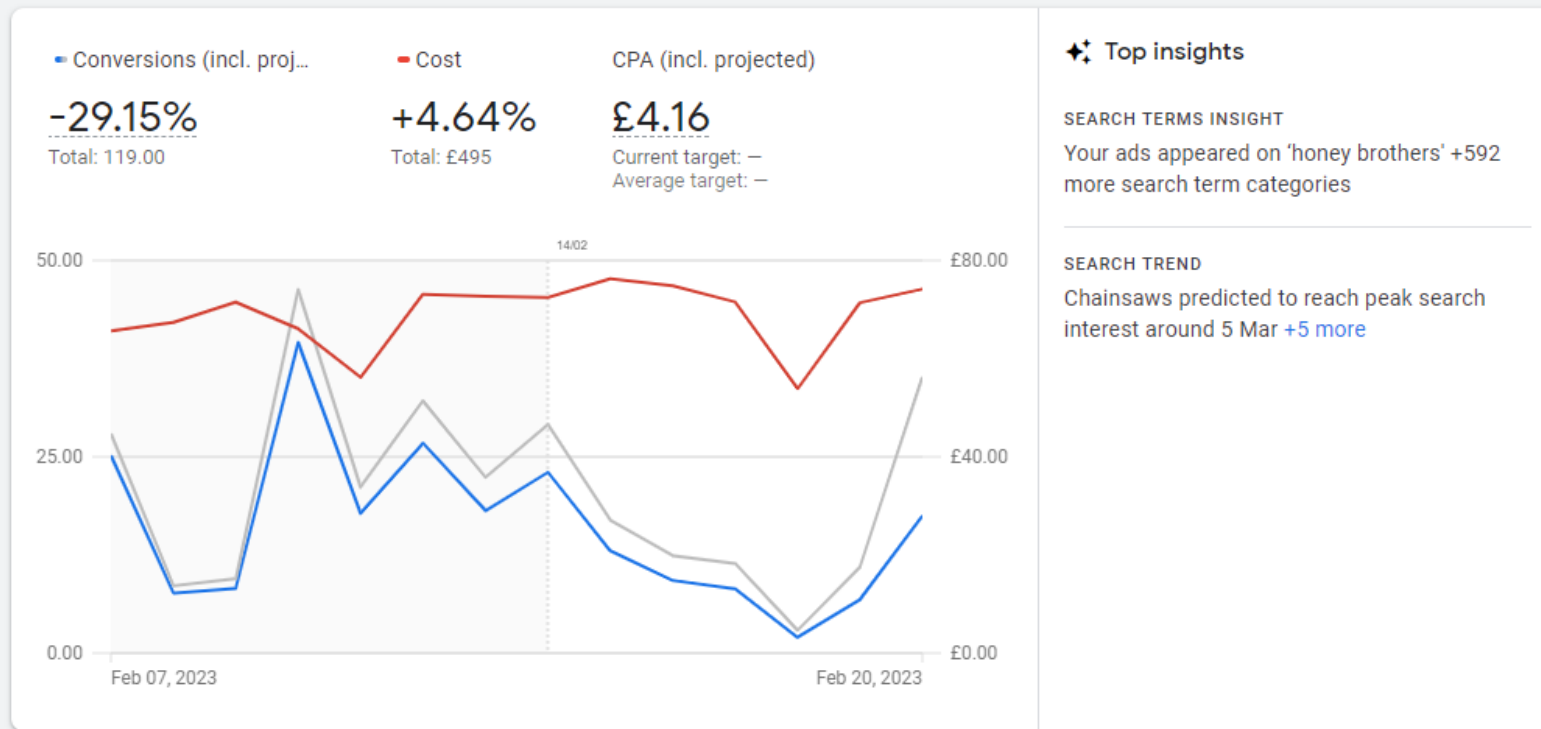 Conversions (incl. proj...
-29.15%
Total: 119.00
Cost
+4.64%
Total: £495
CPA (incl. projected)
£4.16
Current target: —
Average target: —
14/02
50.00
25.00
0.00
£80.00
£40.00
£0.00
Feb 07, 2023
Feb 20, 2023
Top insights
SEARCH TERMS INSIGHT
Your ads appeared on ‘honey brothers' +592
more search term categories
SEARCH TREND
Chainsaws predicted to reach peak search
interest around 5 Mar +5 more